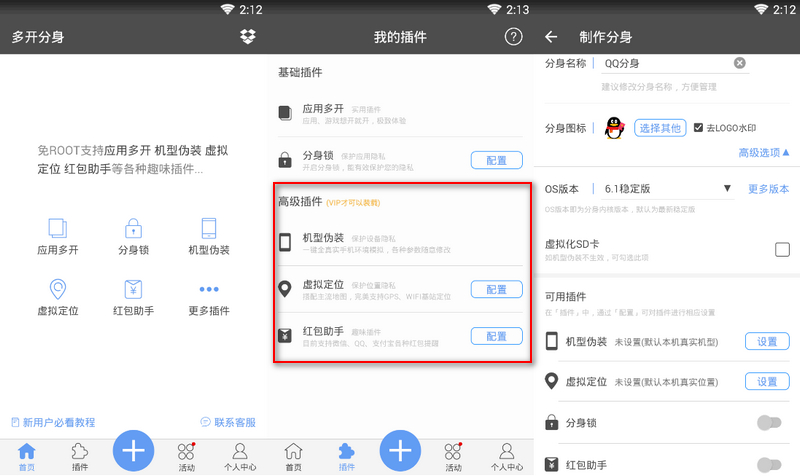 2:12
多开分身
免ROOT支持应用多开 机型伪装 虚拟
定位 红包助手等各种趣味插件...
应用多开
分身锁
机型伪装
虚拟定位
红包助手
更多插件
新用户必看教程
联系客服
首页
插件
活动
个人中心
2:13
我的插件
基础插件
应用多开 实用插件
应用、游戏想开就开，极致体验
分身锁 保护应用隐私
开启分身锁，能有效保护您的隐私
配置
高级插件 (VIP才可以装载)
机型伪装 保护设备隐私
一键全真实手机环境模拟，各种参数随意修改
虚拟定位 保护位置隐私
搭配主流地图，完美支持GPS、WIFI基站定位
配置
红包助手 趣味插件
目前支持微信、QQ、支付宝各种红包提醒
配置
首页
插件
活动
个人中心
2:12
制作分身
分身名称 QQ分身
建议修改分身名称，方便管理
分身图标
选择其他
去LOGO水印
高级选项
OS版本 6.1稳定版
更多版本
OS版本即为分身内核版本，默认为最新稳定版
虚拟化SD卡
如机型伪装不生效，可勾选此项
可用插件
在「插件」中，通过「配置」可对插件进行相应设置
机型伪装 未设置(默认本机真实机型)
设置
虚拟定位 未设置(默认本机真实位置)
设置
分身锁
红包助手